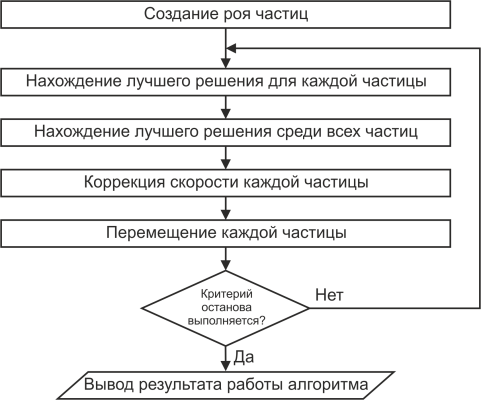 Создание роя частиц
Нахождение лучшего решения для каждой частицы
Нахождение лучшего решения среди всех частиц
Коррекция скорости каждой частицы
Перемещение каждой частицы
Критерий
останова
выполняется?
Нет
Да
Вывод результата работы алгоритма